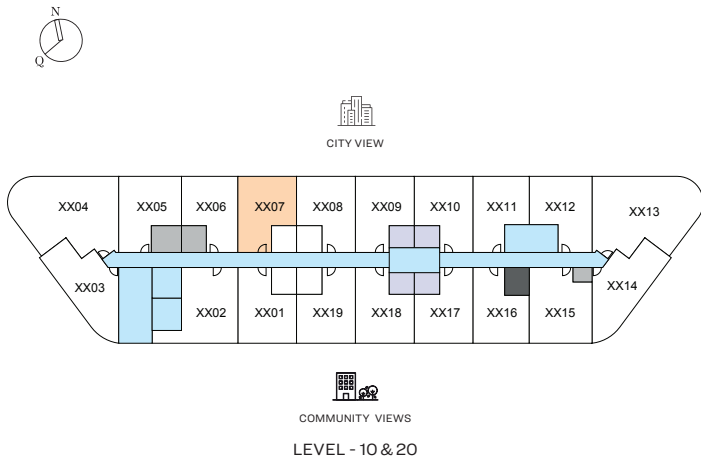 N
Q
CITY VIEW
XX04 XX05 XX06 XX07 XX08 XX09 XX10 XX11 XX12 XX13
XX03 XX14
XX02 XX01 XX19 XX18 XX17 XX16 XX15
COMMUNITY VIEWS
LEVEL - 10 & 20